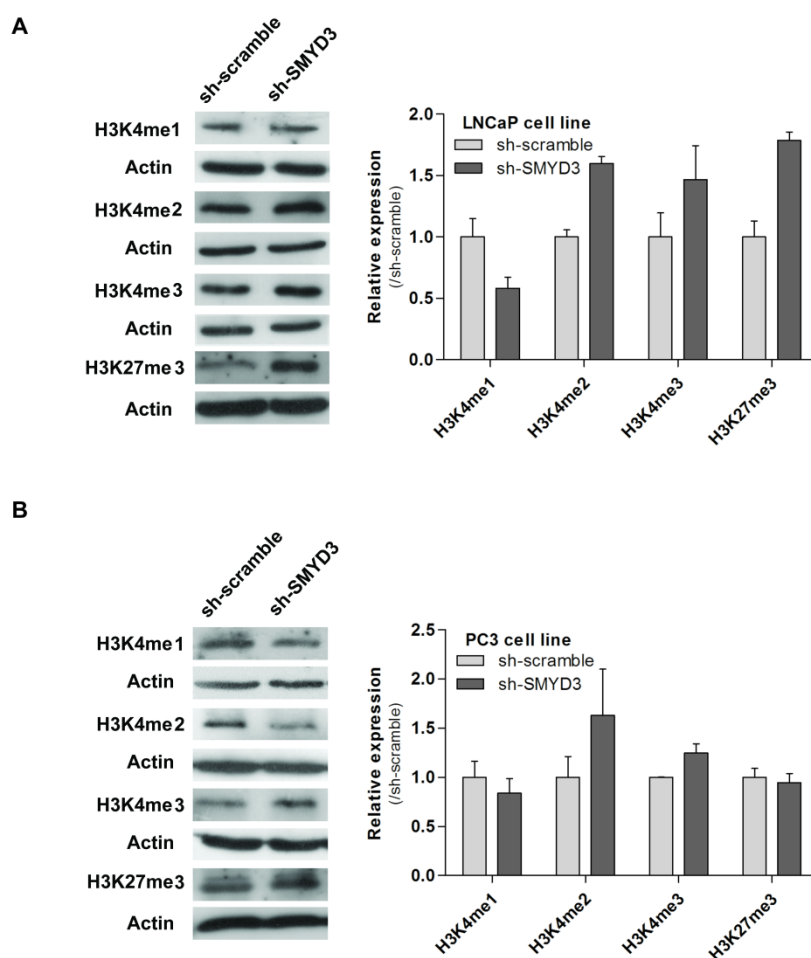 A
sh-scramble
sh-SMYD3
H3K4me1
Actin
H3K4me2
Actin
H3K4me3
Actin
H3K27me3
Actin
Relative expression
(/sh-scramble)
2.0
1.5
1.0
0.5
0.0
LNCaP cell line
sh-scramble
sh-SMYD3
H3K4me1
H3K4me2
H3K4me3
H3K27me3
B
sh-scramble
sh-SMYD3
H3K4me1
Actin
H3K4me2
Actin
H3K4me3
Actin
H3K27me3
Actin
Relative expression
(/sh-scramble)
2.5
2.0
1.5
1.0
0.5
0.0
PC3 cell line
sh-scramble
sh-SMYD3
H3K4me1
H3K4me2
H3K4me3
H3K27me3